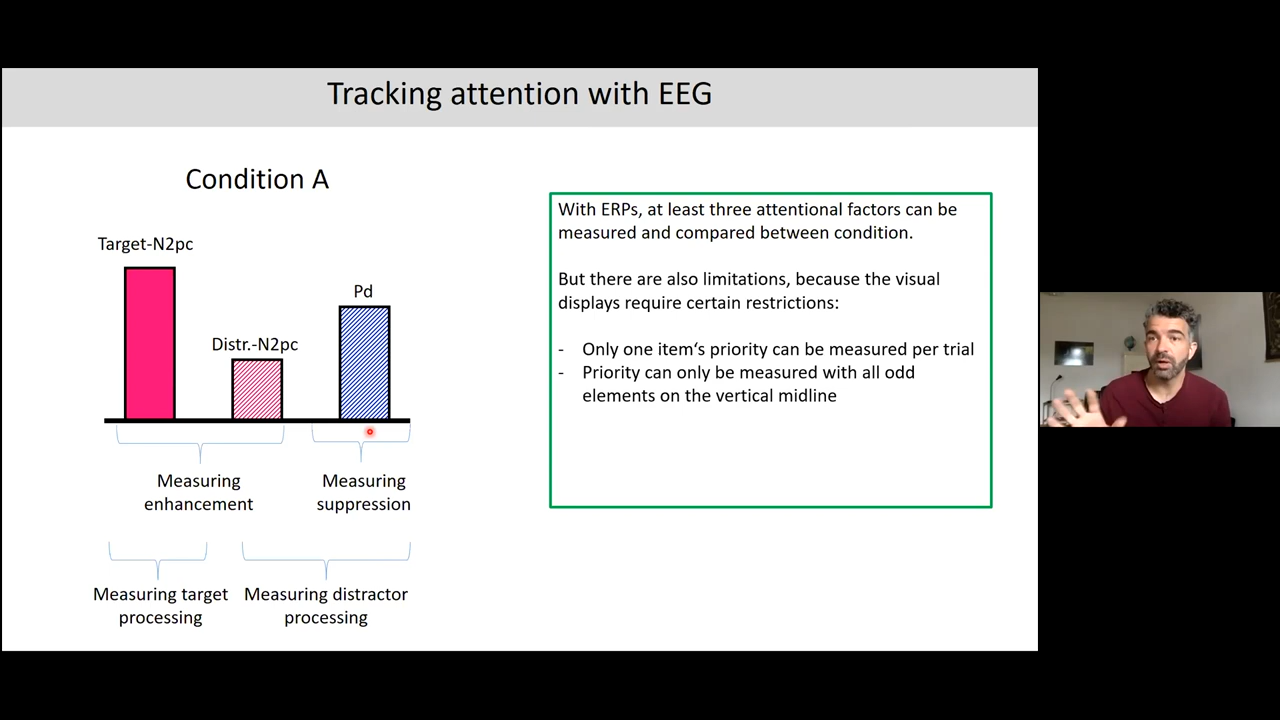 Tracking attention with EEG
Condition A
Target-N2pc
Distr.-N2pc
Pd
Measuring
enhancement
Measuring
suppression
Measuring target
processing
Measuring distractor
processing
With ERPs, at least three attentional factors can be
measured and compared between condition.
But there are also limitations, because the visual
displays require certain restrictions:
- Only one item‘s priority can be measured per trial
- Priority can only be measured with all odd
elements on the vertical midline